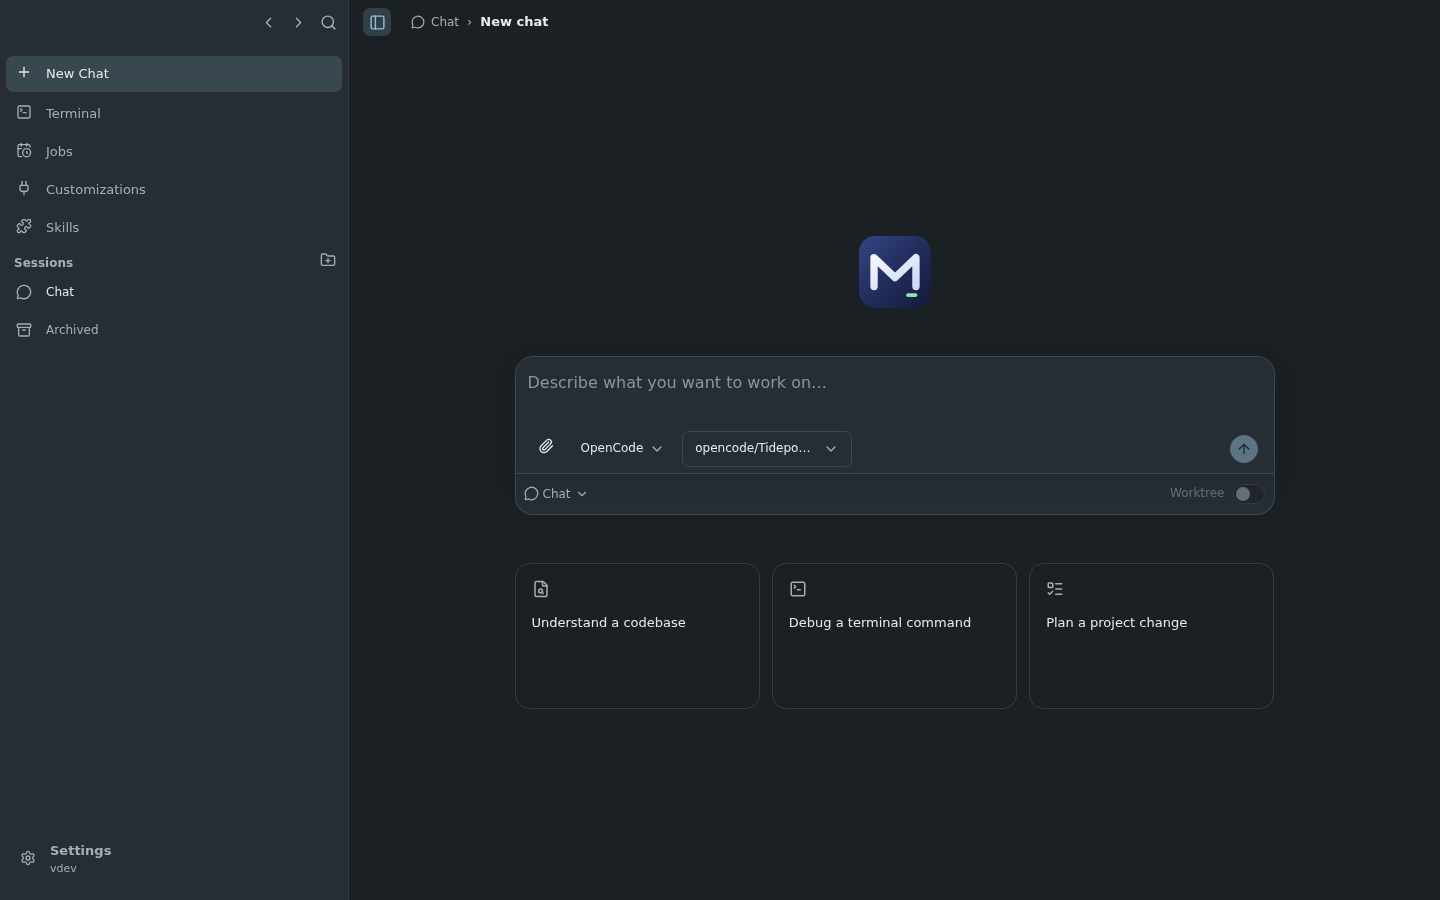 Chat › New chat
New Chat
Terminal
Jobs
Customizations
Skills
Sessions
Chat
Archived
Settings
vdev
Describe what you want to work on...
OpenCode
opencode/Tidepo...
Chat
Worktree
Understand a codebase
Debug a terminal command
Plan a project change